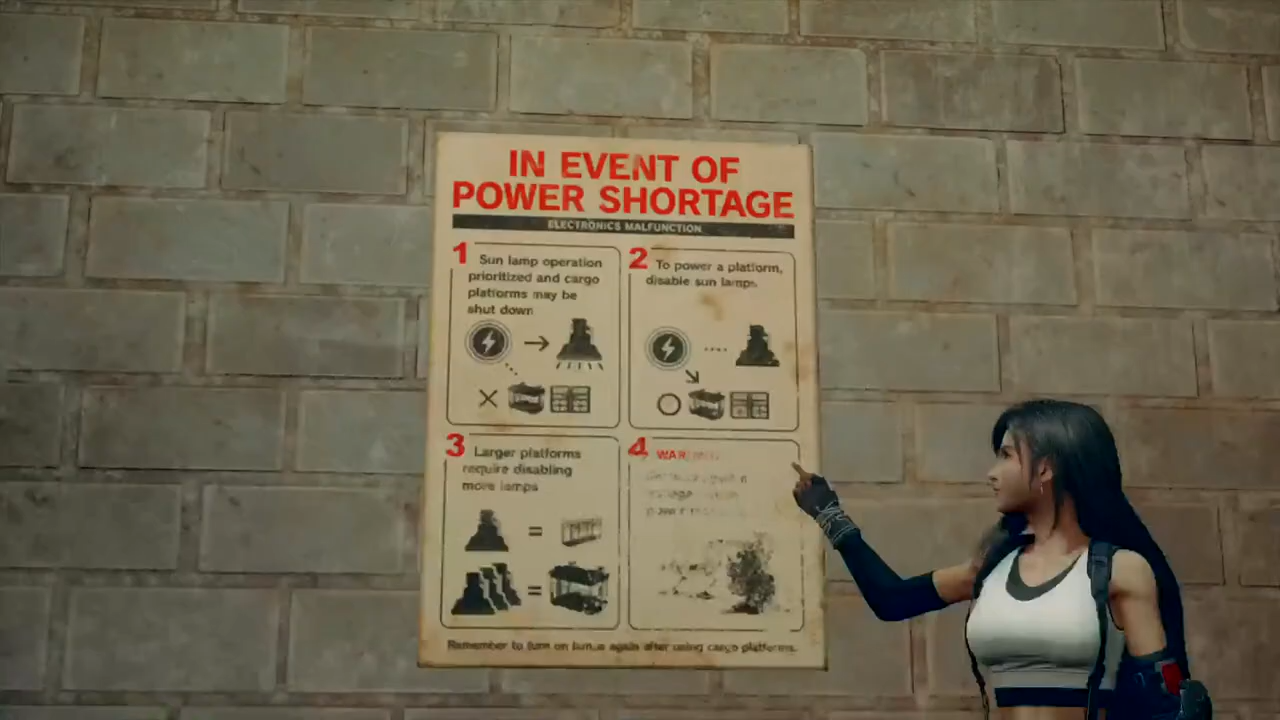 IN EVENT OF
POWER SHORTAGE
ELECTRONICS MALFUNCTION
1 Sun lamp operation
prioritized and cargo
platforms may be
shut down
2 To power a platform,
disable sun lamps.
3 Larger platforms
require disabling
more lamps
4
Remember to turn on again after using cargo platforms.